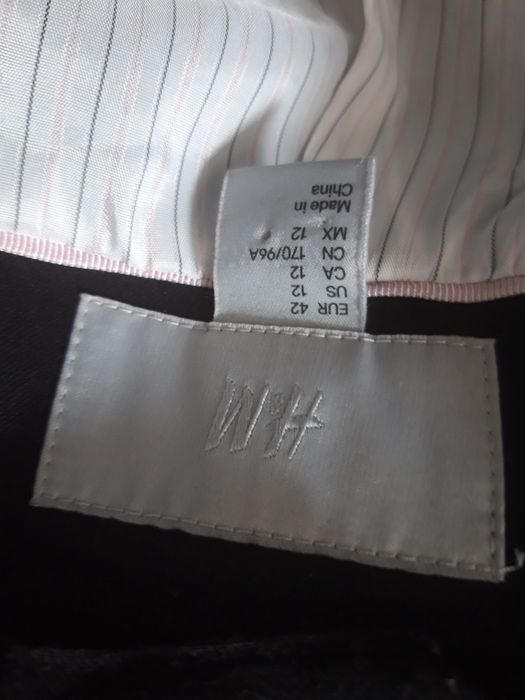 H&M
EUR 42
US 12
CA 12
CN 170/96A
MX 12
Made in
China